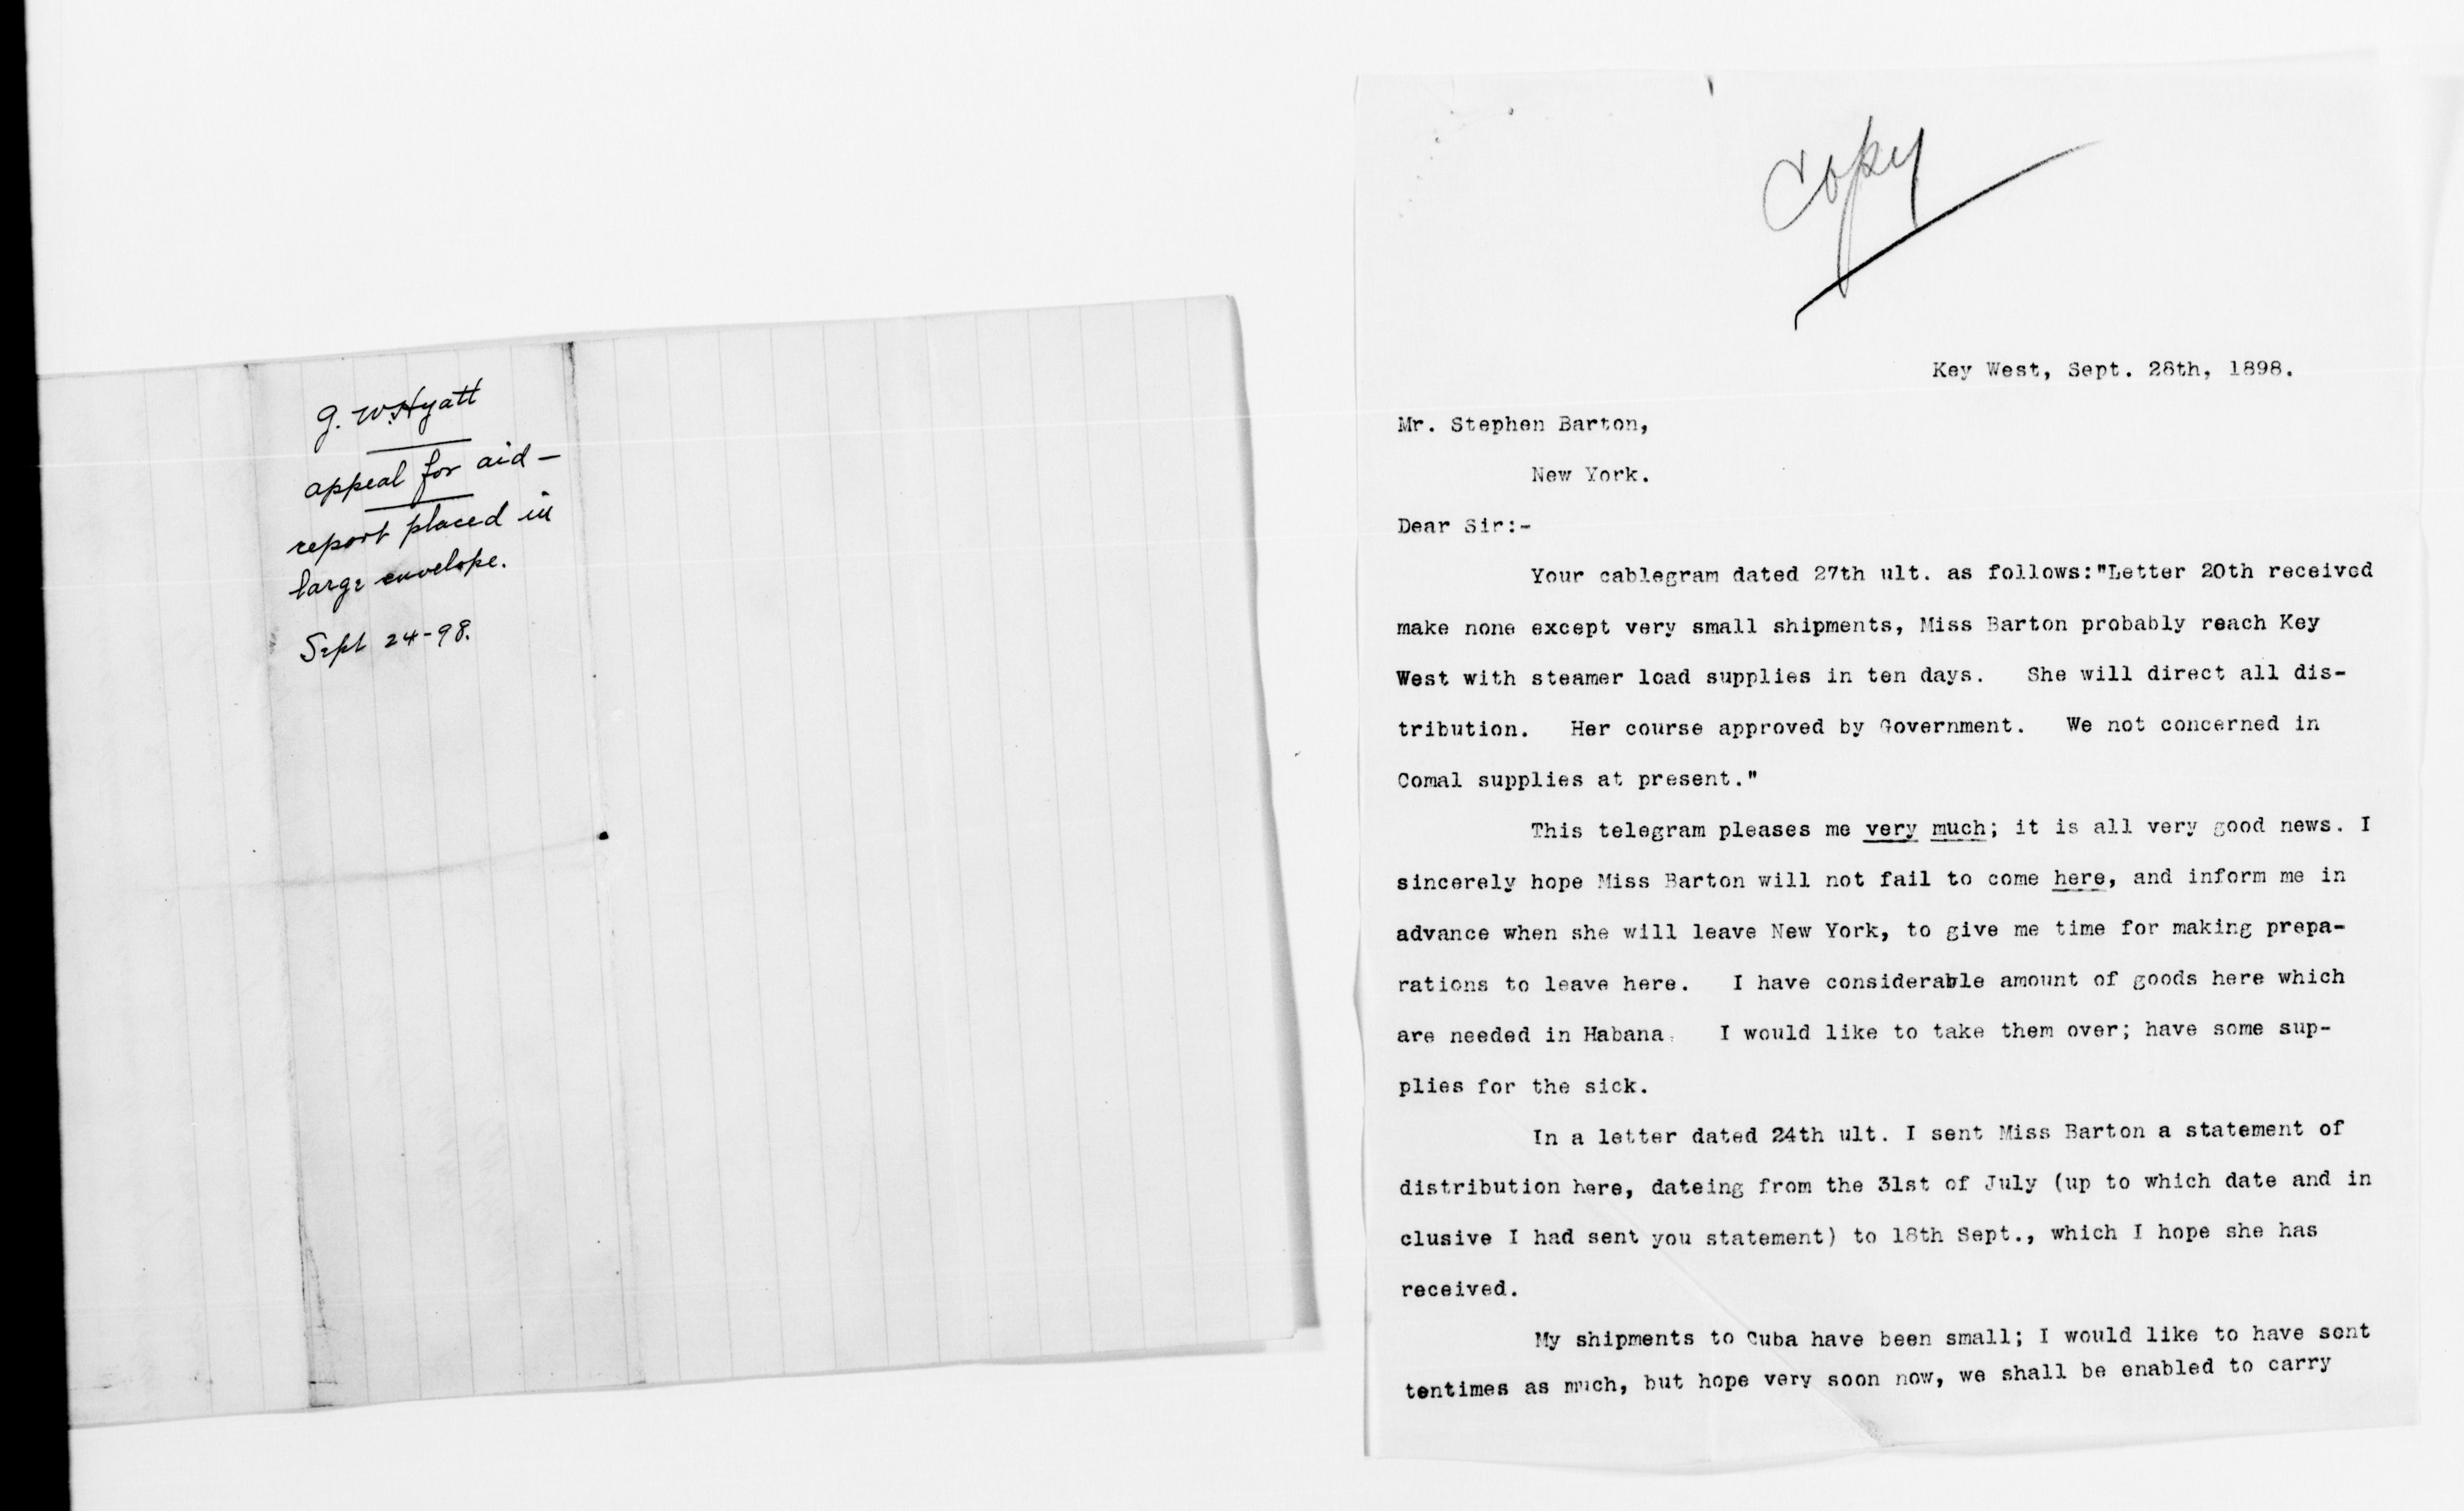 G. W. Hyatt
appeal for aid —
report placed in
large envelope.
Sept 24-98.
Copy
Key West, Sept. 28th, 1898.
Mr. Stephen Barton,
New York.
Dear Sir:-
Your cablegram dated 27th ult. as follows:"Letter 20th received
make none except very small shipments, Miss Barton probably reach Key
West with steamer load supplies in ten days. She will direct all dis-
tribution. Her course approved by Government. We not concerned in
Comal supplies at present."
This telegram pleases me very much; it is all very good news. I
sincerely hope Miss Barton will not fail to come here, and inform me in
advance when she will leave New York, to give me time for making prepa-
rations to leave here. I have considerable amount of goods here which
are needed in Habana. I would like to take them over; have some sup-
plies for the sick.
In a letter dated 24th ult. I sent Miss Barton a statement of
distribution here, dateing from the 31st of July (up to which date and in
clusive I had sent you statement) to 18th Sept., which I hope she has
received.
My shipments to Cuba have been small; I would like to have sent
tentimes as much, but hope very soon now, we shall be enabled to carry